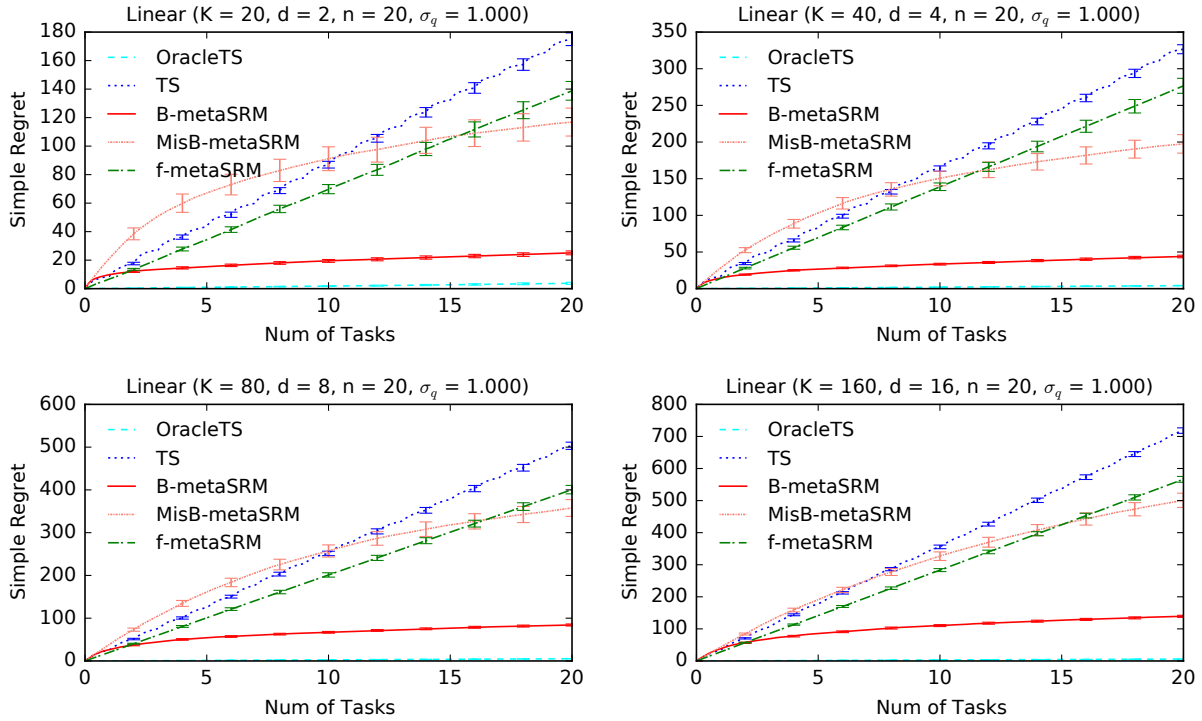 Linear (K = 20, d = 2, n = 20, σq = 1.000)
Simple Regret
180
160
140
120
100
80
60
40
20
0
OracleTS
TS
B-metaSRM
MisB-metaSRM
f-metaSRM
0 5 10 15 20
Num of Tasks
Linear (K = 40, d = 4, n = 20, σq = 1.000)
Simple Regret
350
300
250
200
150
100
50
0
OracleTS
TS
B-metaSRM
MisB-metaSRM
f-metaSRM
0 5 10 15 20
Num of Tasks
Linear (K = 80, d = 8, n = 20, σq = 1.000)
Simple Regret
600
500
400
300
200
100
0
OracleTS
TS
B-metaSRM
MisB-metaSRM
f-metaSRM
0 5 10 15 20
Num of Tasks
Linear (K = 160, d = 16, n = 20, σq = 1.000)
Simple Regret
800
700
600
500
400
300
200
100
0
OracleTS
TS
B-metaSRM
MisB-metaSRM
f-metaSRM
0 5 10 15 20
Num of Tasks